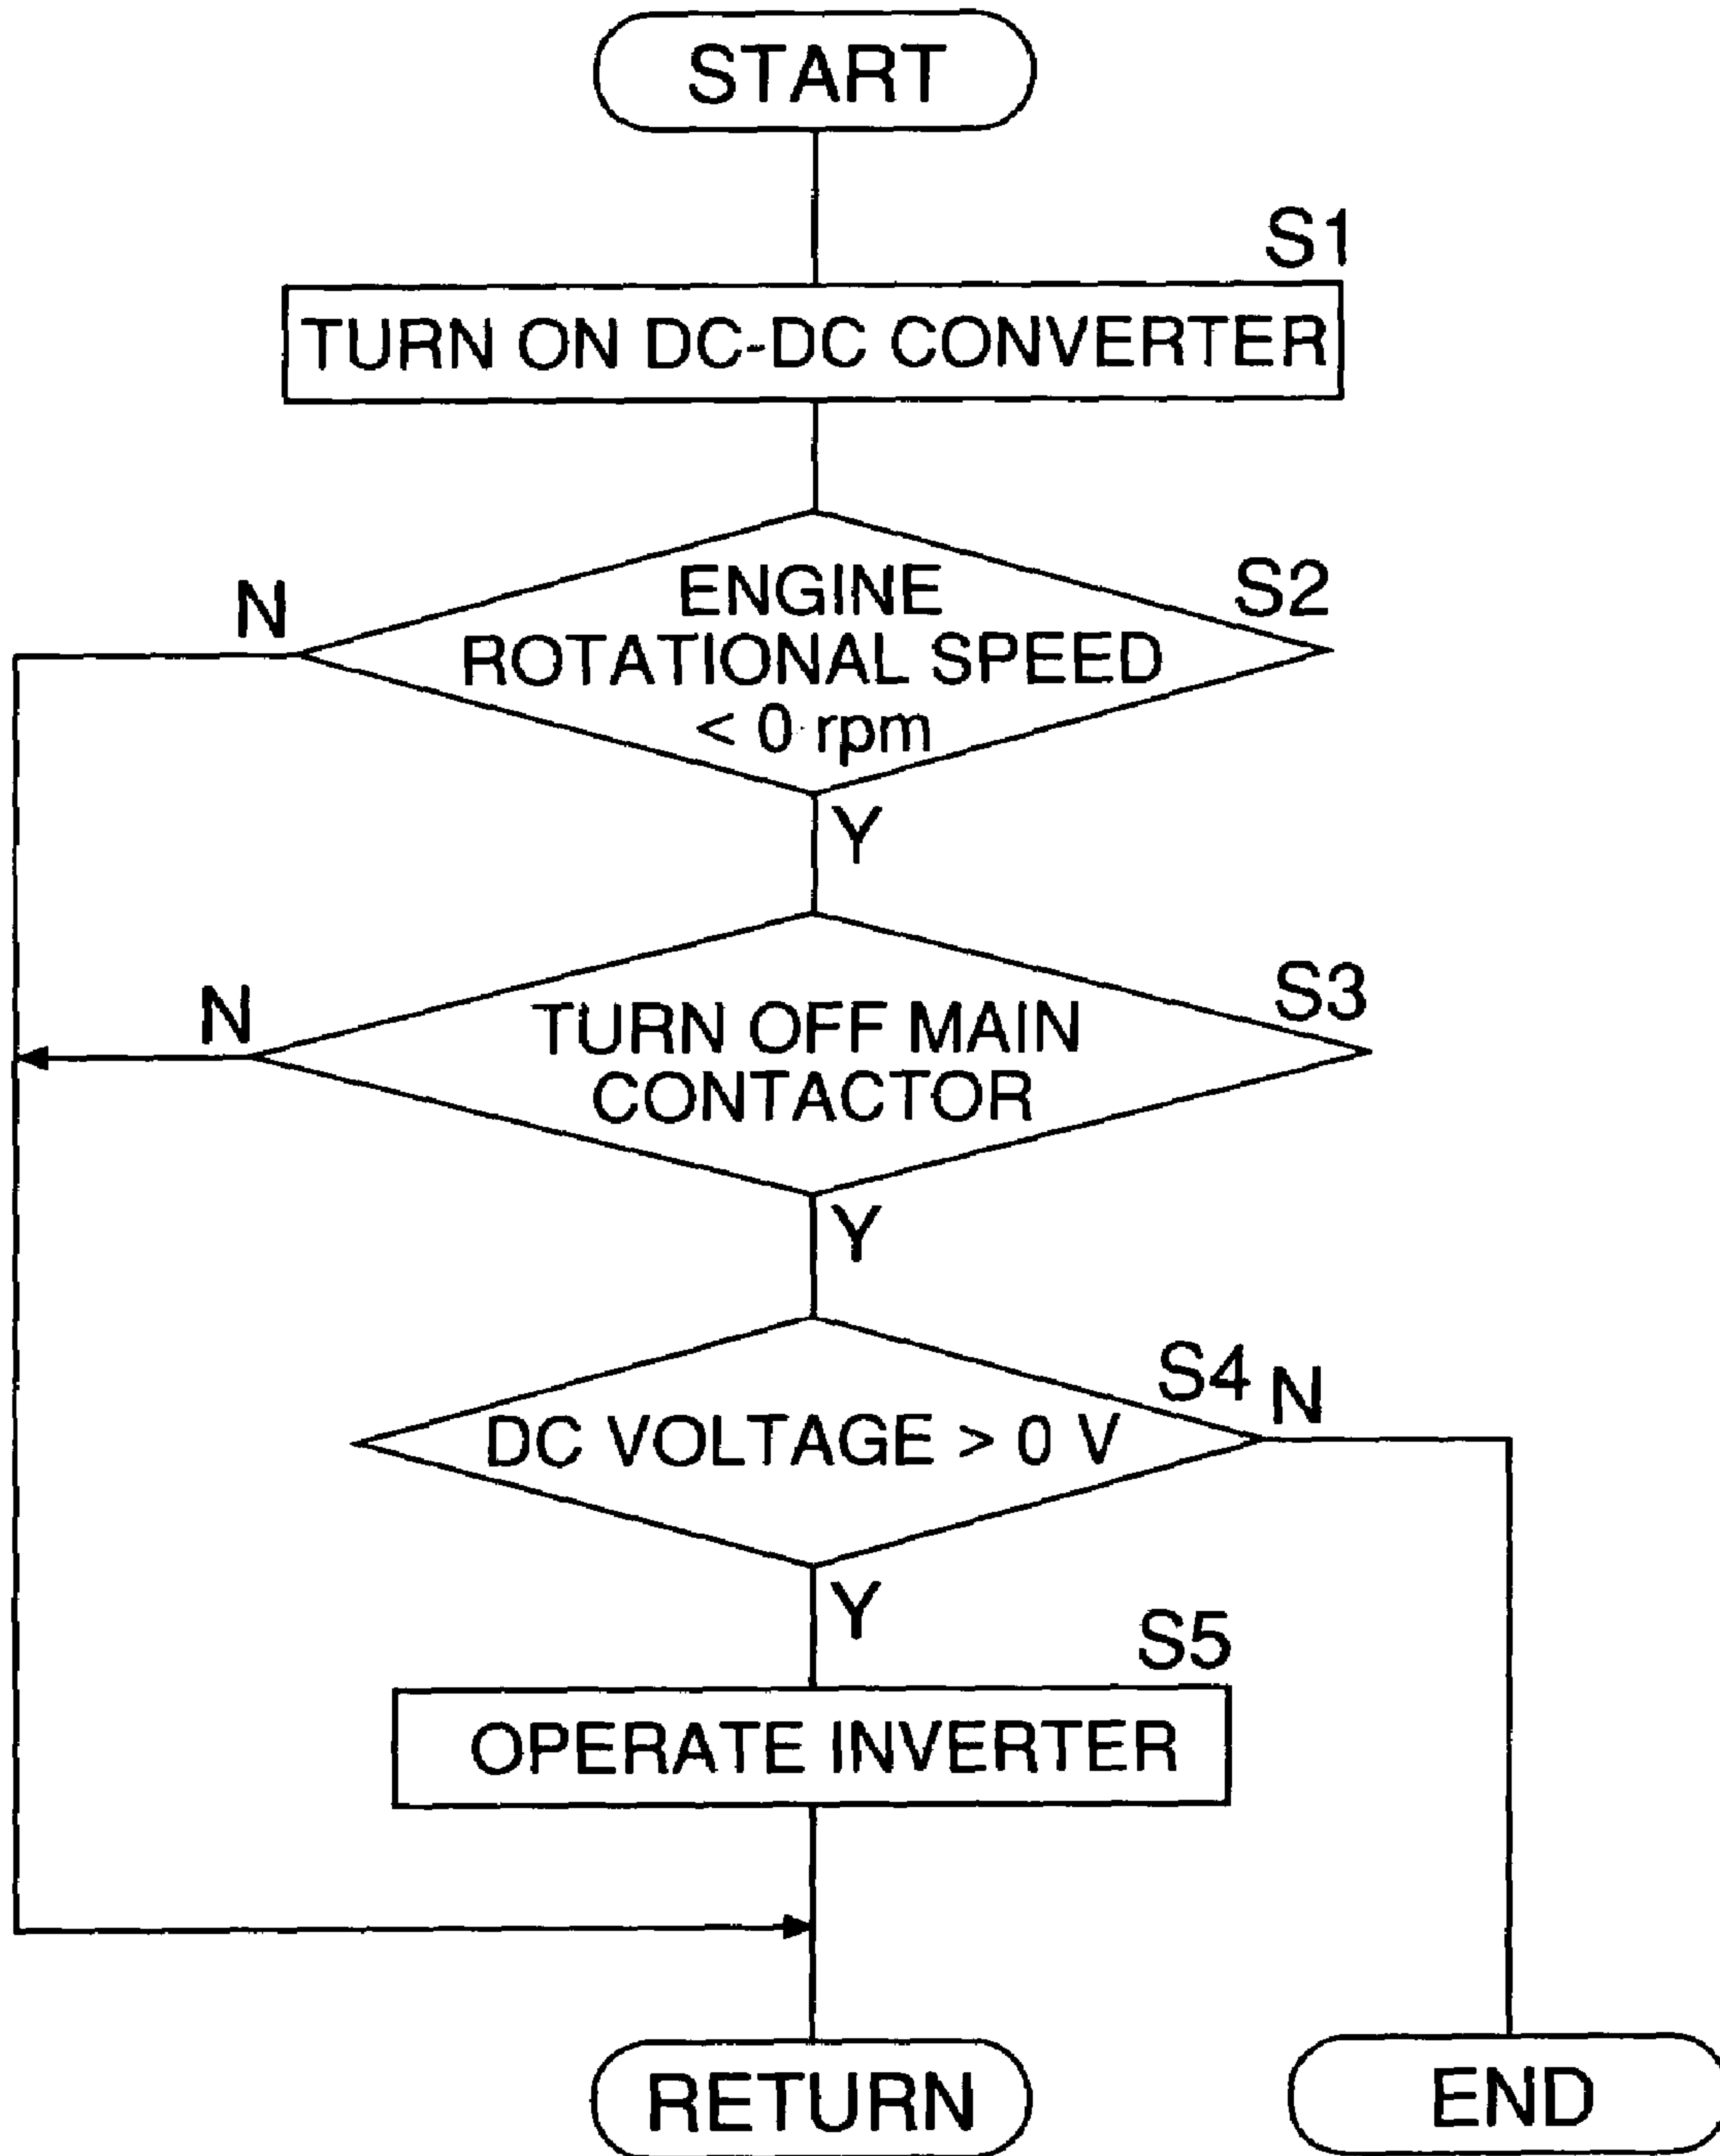 START
S1
TURN ON DC-DC CONVERTER
N
S2
ENGINE
ROTATIONAL SPEED
< 0 rpm
Y
N
S3
TURN OFF MAIN
CONTACTOR
Y
S4
N
DC VOLTAGE > 0 V
Y
S5
OPERATE INVERTER
RETURN
END